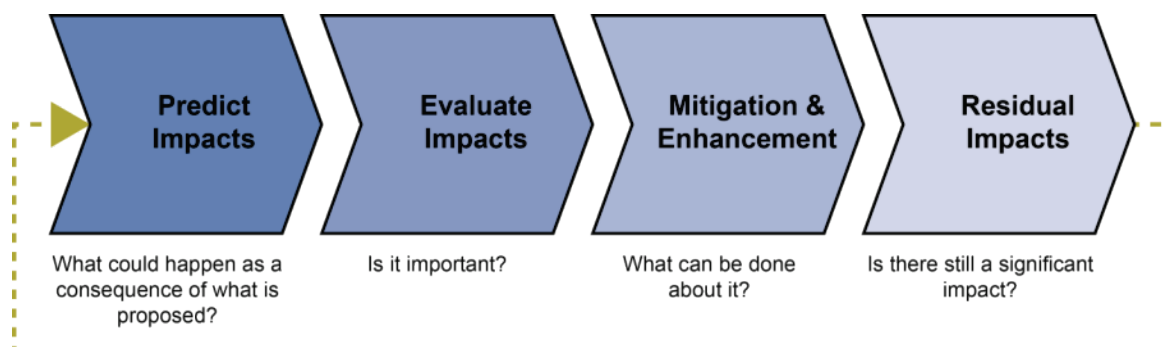 Predict
Impacts
Evaluate
Impacts
Mitigation &
Enhancement
Residual
Impacts
What could happen as a
consequence of what is
proposed?
Is it important?
What can be done
about it?
Is there still a significant
impact?